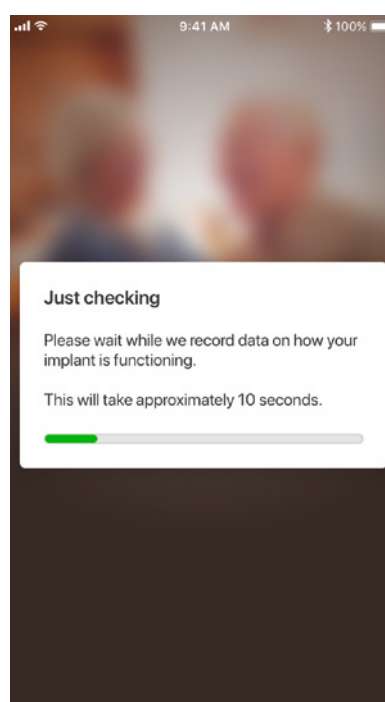 9:41 AM
100%
Just checking
Please wait while we record data on how your
implant is functioning.
This will take approximately 10 seconds.